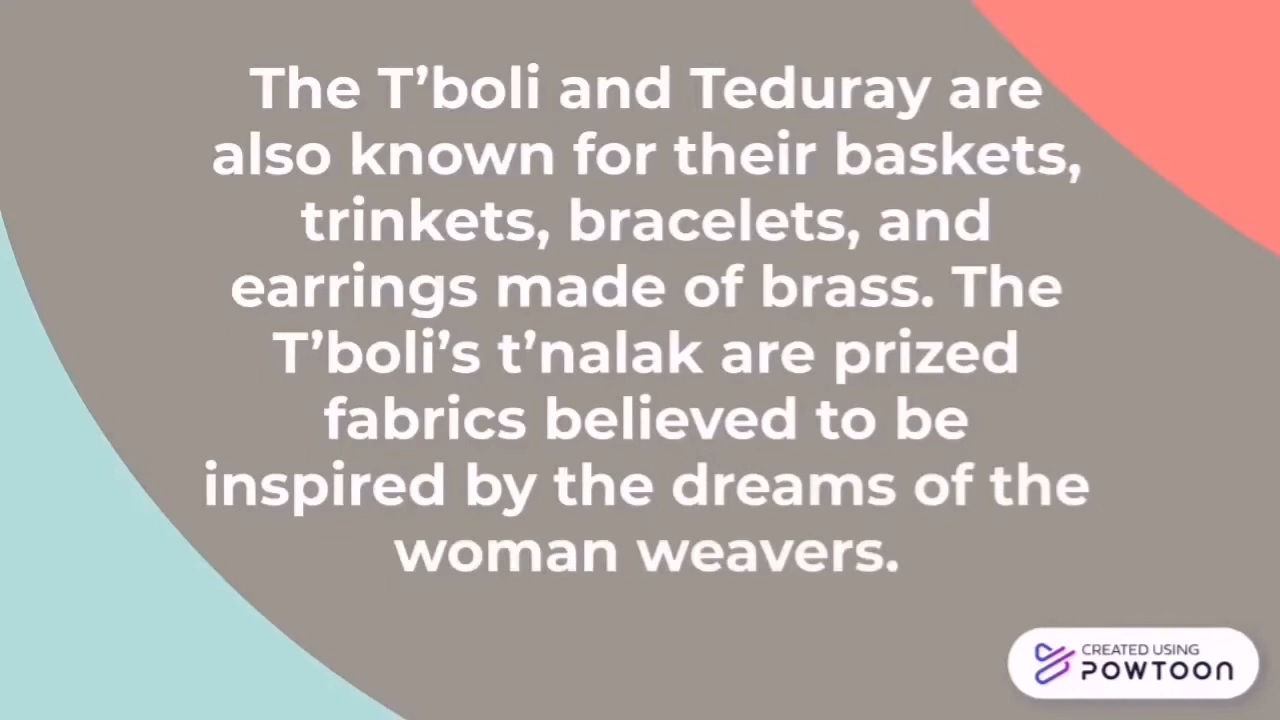 The T’boli and Teduray are
also known for their baskets,
trinkets, bracelets, and
earrings made of brass. The
T’boli’s t’nalak are prized
fabrics believed to be
inspired by the dreams of the
woman weavers.
CREATED USING
POWTOON